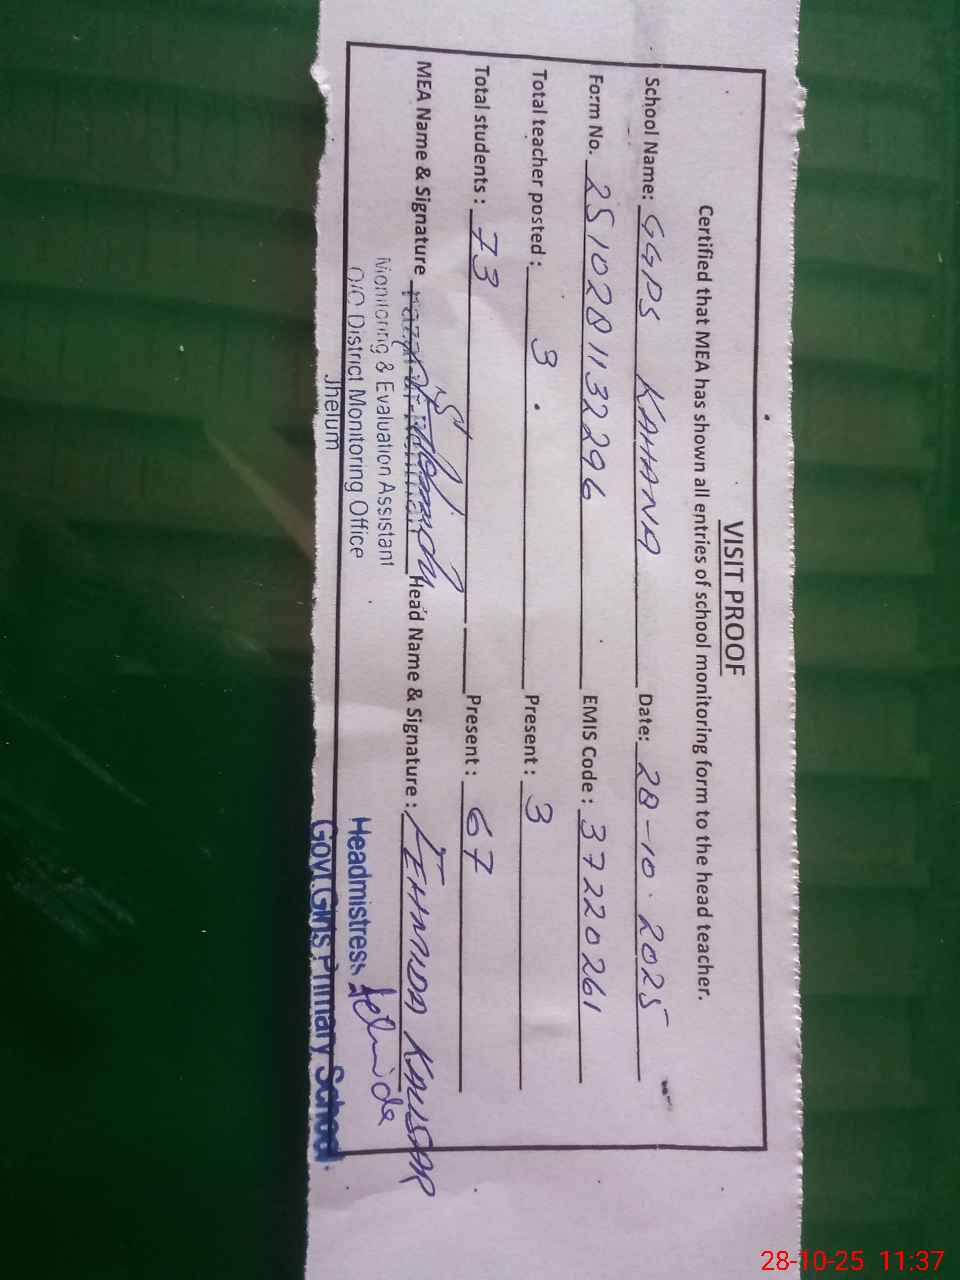 VISIT PROOF
Certified that MEA has shown all entries of school monitoring form to the head teacher.
School Name: GGPS KAHANA Date: 28-10.2025
Form No. 251028113296 EMIS Code : 37220261
Total teacher posted : 3 Present : 3
Total students : 73 Present : 67
MEA Name & Signature Head Name & Signature : FEHMIDA KAUSAR
Monitoring & Evaluation Assistant
O/O District Monitoring Office
Jhelum
Headmistress
Govt.Girls Primary School
28-10-25 11:37